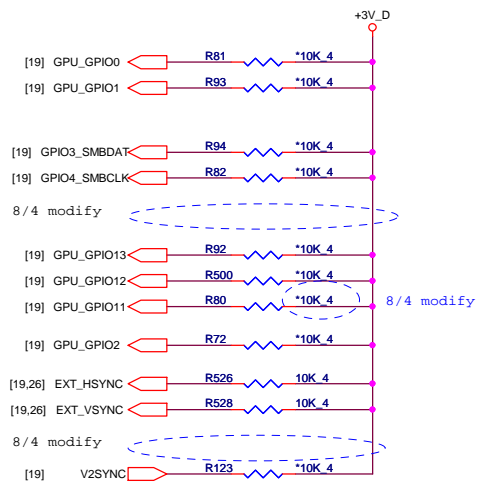 +3V_D
[19] GPU_GPIO0 R81 *10K_4
[19] GPU_GPIO1 R93 *10K_4
[19] GPIO3_SMBDAT R94 *10K_4
[19] GPIO4_SMBCLK R82 *10K_4
8/4 modify
[19] GPU_GPIO13 R92 *10K_4
[19] GPU_GPIO12 R500 *10K_4
[19] GPU_GPIO11 R80 *10K_4 8/4 modify
[19] GPU_GPIO2 R72 *10K_4
[19,26] EXT_HSYNC R526 10K_4
[19,26] EXT_VSYNC R528 10K_4
8/4 modify
[19] V2SYNC R123 *10K_4